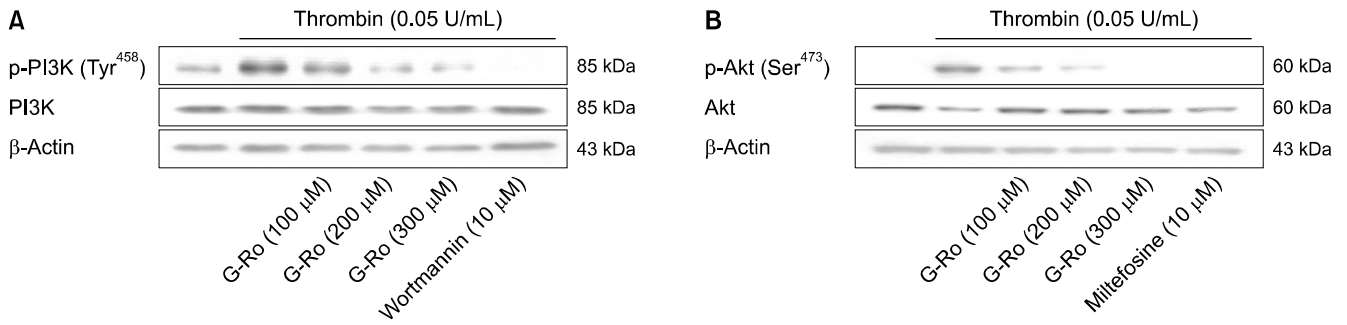 A
Thrombin (0.05 U/mL)
p-PI3K (Tyr458) 85 kDa
PI3K 85 kDa
β-Actin 43 kDa
G-Ro (100 μM)
G-Ro (200 μM)
G-Ro (300 μM)
Wortmannin (10 μM)
B
Thrombin (0.05 U/mL)
p-Akt (Ser473) 60 kDa
Akt 60 kDa
β-Actin 43 kDa
G-Ro (100 μM)
G-Ro (200 μM)
G-Ro (300 μM)
Miltefosine (10 μM)